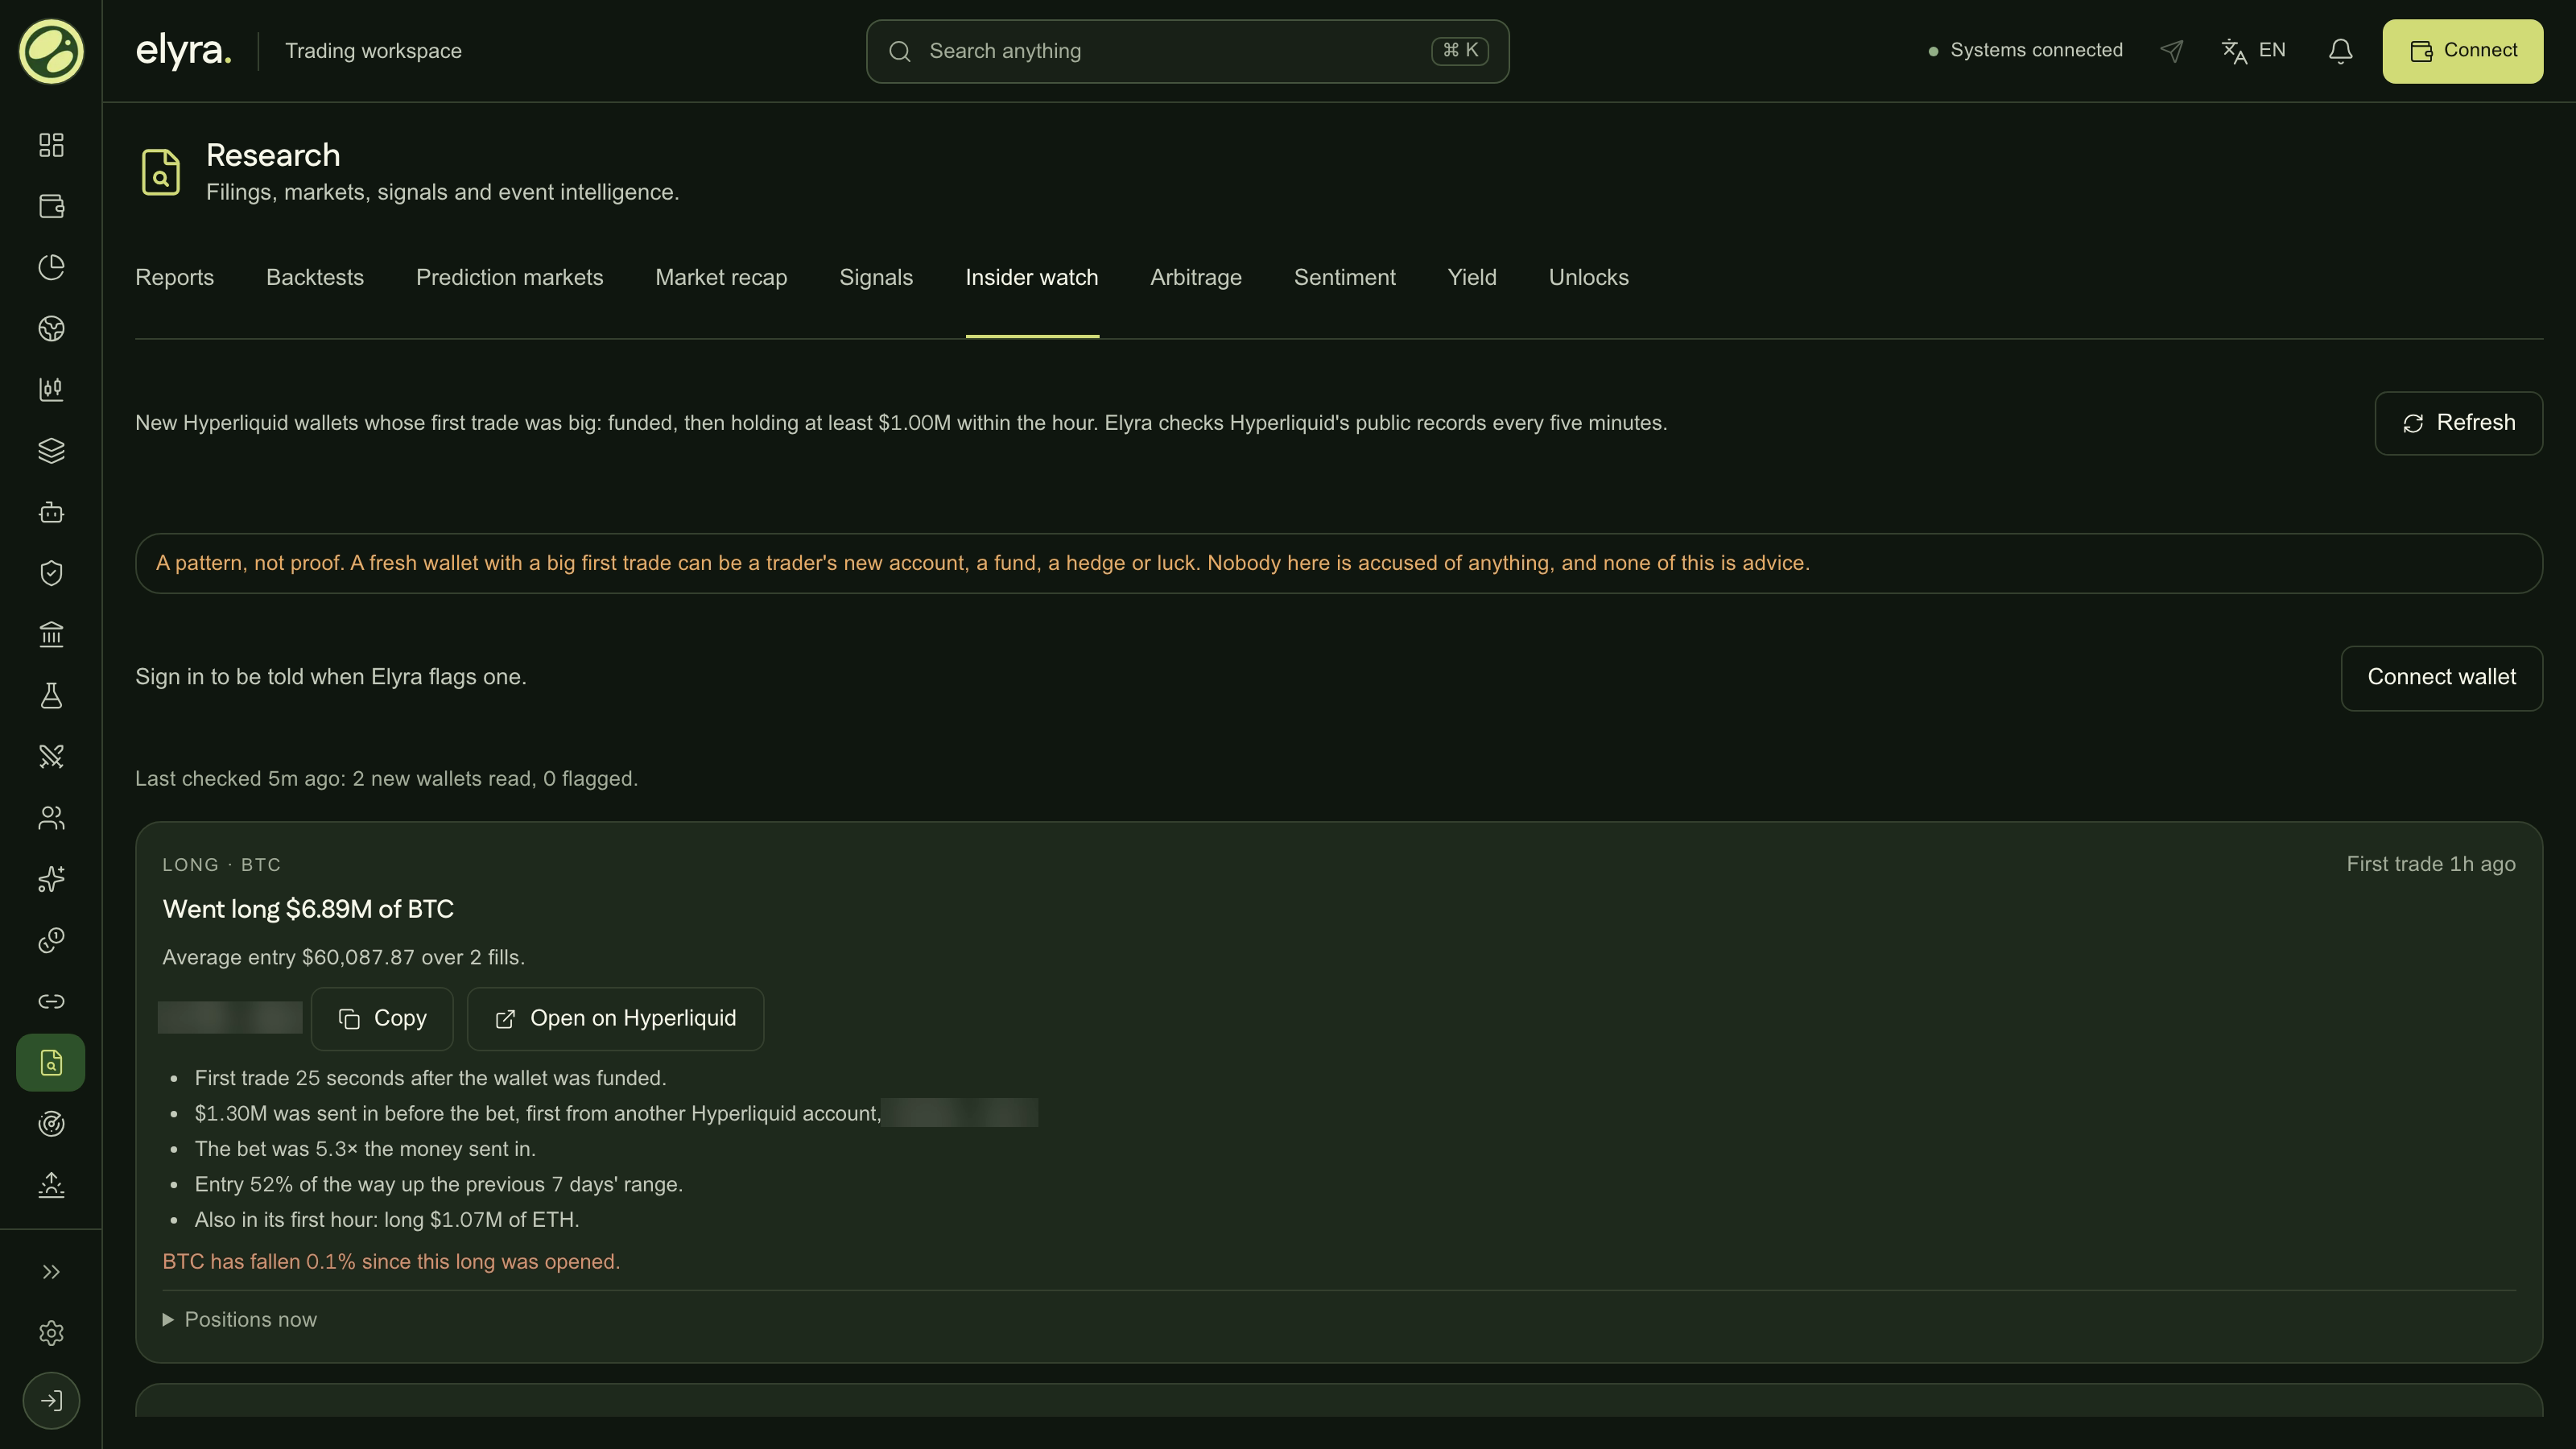 elyra.
Trading workspace
Search anything
⌘ K
Systems connected
EN
Connect
Research
Filings, markets, signals and event intelligence.
Reports
Backtests
Prediction markets
Market recap
Signals
Insider watch
Arbitrage
Sentiment
Yield
Unlocks
New Hyperliquid wallets whose first trade was big: funded, then holding at least $1.00M within the hour. Elyra checks Hyperliquid's public records every five minutes.
Refresh
A pattern, not proof. A fresh wallet with a big first trade can be a trader's new account, a fund, a hedge or luck. Nobody here is accused of anything, and none of this is advice.
Sign in to be told when Elyra flags one.
Connect wallet
Last checked 5m ago: 2 new wallets read, 0 flagged.
LONG · BTC
First trade 1h ago
Went long $6.89M of BTC
Average entry $60,087.87 over 2 fills.
Copy
Open on Hyperliquid
• First trade 25 seconds after the wallet was funded.
• $1.30M was sent in before the bet, first from another Hyperliquid account,
• The bet was 5.3× the money sent in.
• Entry 52% of the way up the previous 7 days' range.
• Also in its first hour: long $1.07M of ETH.
BTC has fallen 0.1% since this long was opened.
Positions now